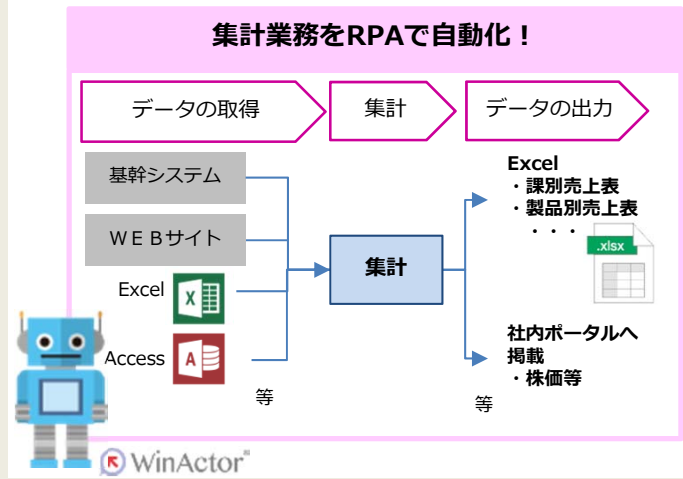 集計業務をRPAで自動化！
データの取得
集計
データの出力
基幹システム
ＷＥＢサイト
Excel
Access
等
集計
Excel
・課別売上表
・製品別売上表
・・・
.xlsx
社内ポータルへ
掲載
・株価等
等
WinActor®